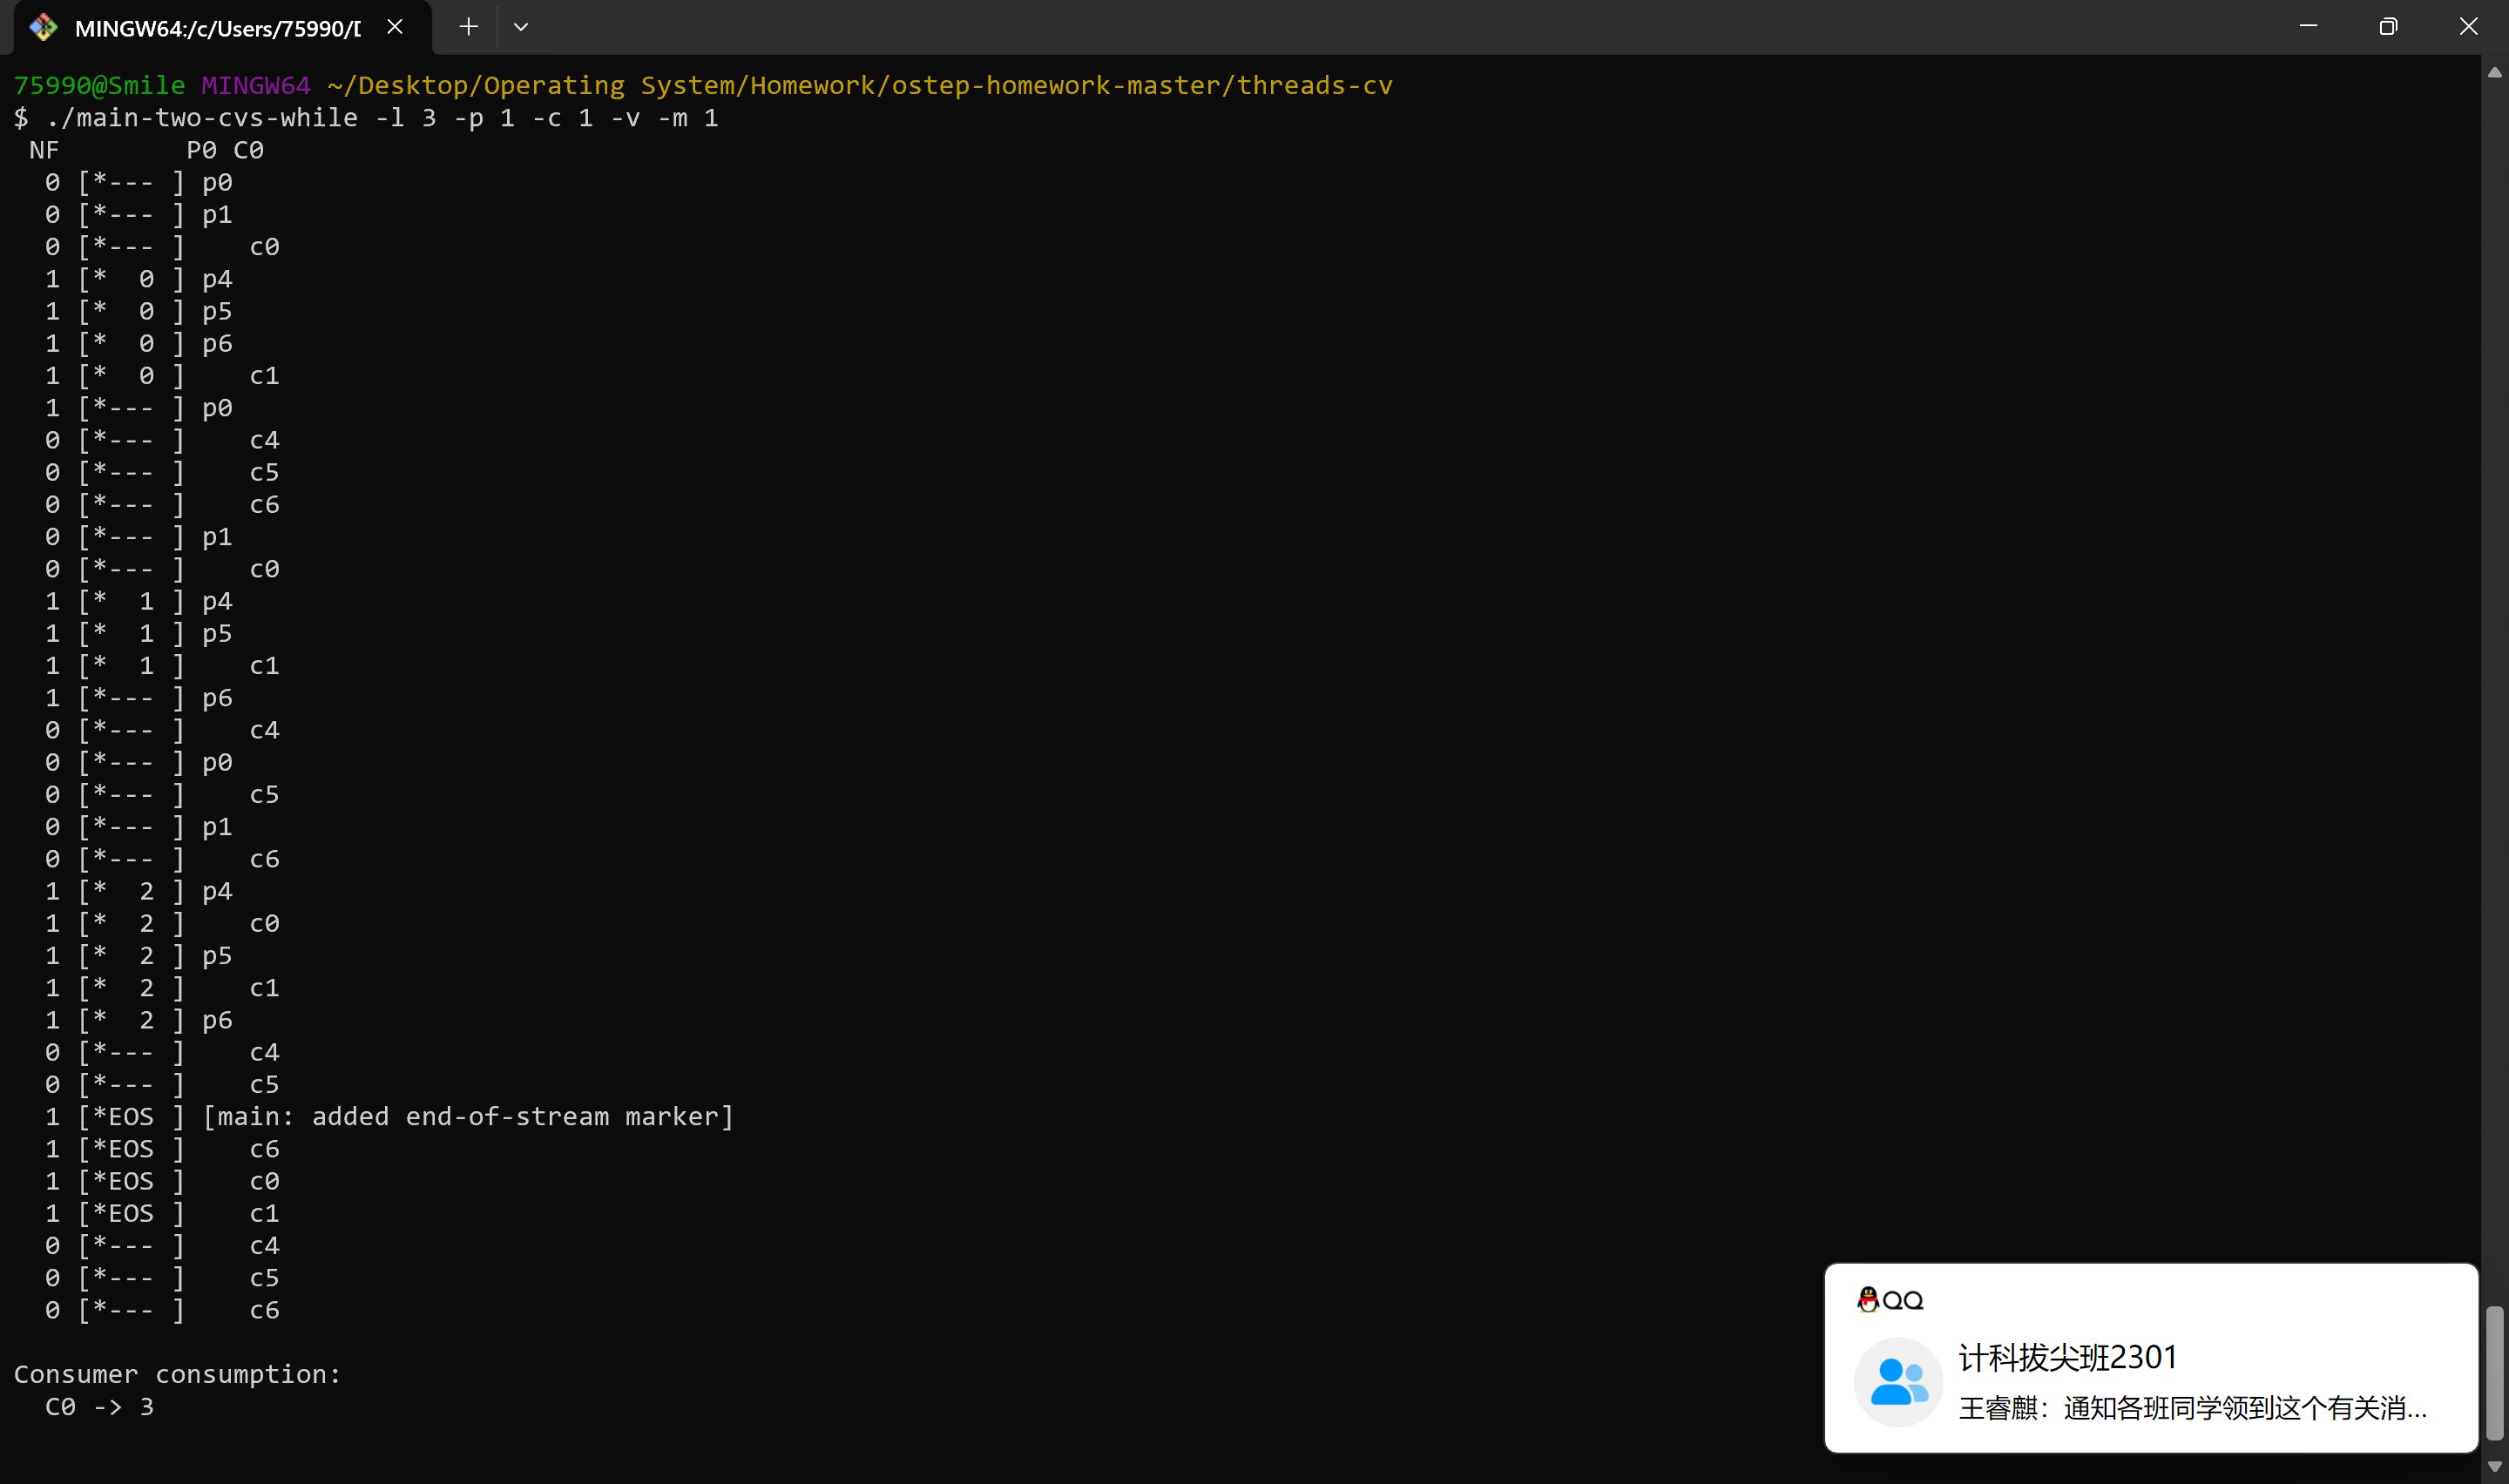 MINGW64:/c/Users/75990/D
75990@Smile MINGW64 ~/Desktop/Operating System/Homework/ostep-homework-master/threads-cv
$ ./main-two-cvs-while -l 3 -p 1 -c 1 -v -m 1
 NF        P0 C0
  0 [*--- ] p0
  0 [*--- ] p1
  0 [*--- ]    c0
  1 [*  0 ] p4
  1 [*  0 ] p5
  1 [*  0 ] p6
  1 [*  0 ]    c1
  1 [*--- ] p0
  0 [*--- ]    c4
  0 [*--- ]    c5
  0 [*--- ]    c6
  0 [*--- ] p1
  0 [*--- ]    c0
  1 [*  1 ] p4
  1 [*  1 ] p5
  1 [*  1 ]    c1
  1 [*--- ] p6
  0 [*--- ]    c4
  0 [*--- ] p0
  0 [*--- ]    c5
  0 [*--- ] p1
  0 [*--- ]    c6
  1 [*  2 ] p4
  1 [*  2 ]    c0
  1 [*  2 ] p5
  1 [*  2 ]    c1
  1 [*  2 ] p6
  0 [*--- ]    c4
  0 [*--- ]    c5
  1 [*EOS ] [main: added end-of-stream marker]
  1 [*EOS ]    c6
  1 [*EOS ]    c0
  1 [*EOS ]    c1
  0 [*--- ]    c4
  0 [*--- ]    c5
  0 [*--- ]    c6
Consumer consumption:
  C0 -> 3
QQ
计科拔尖班2301
王睿麒：通知各班同学领到这个有关消...